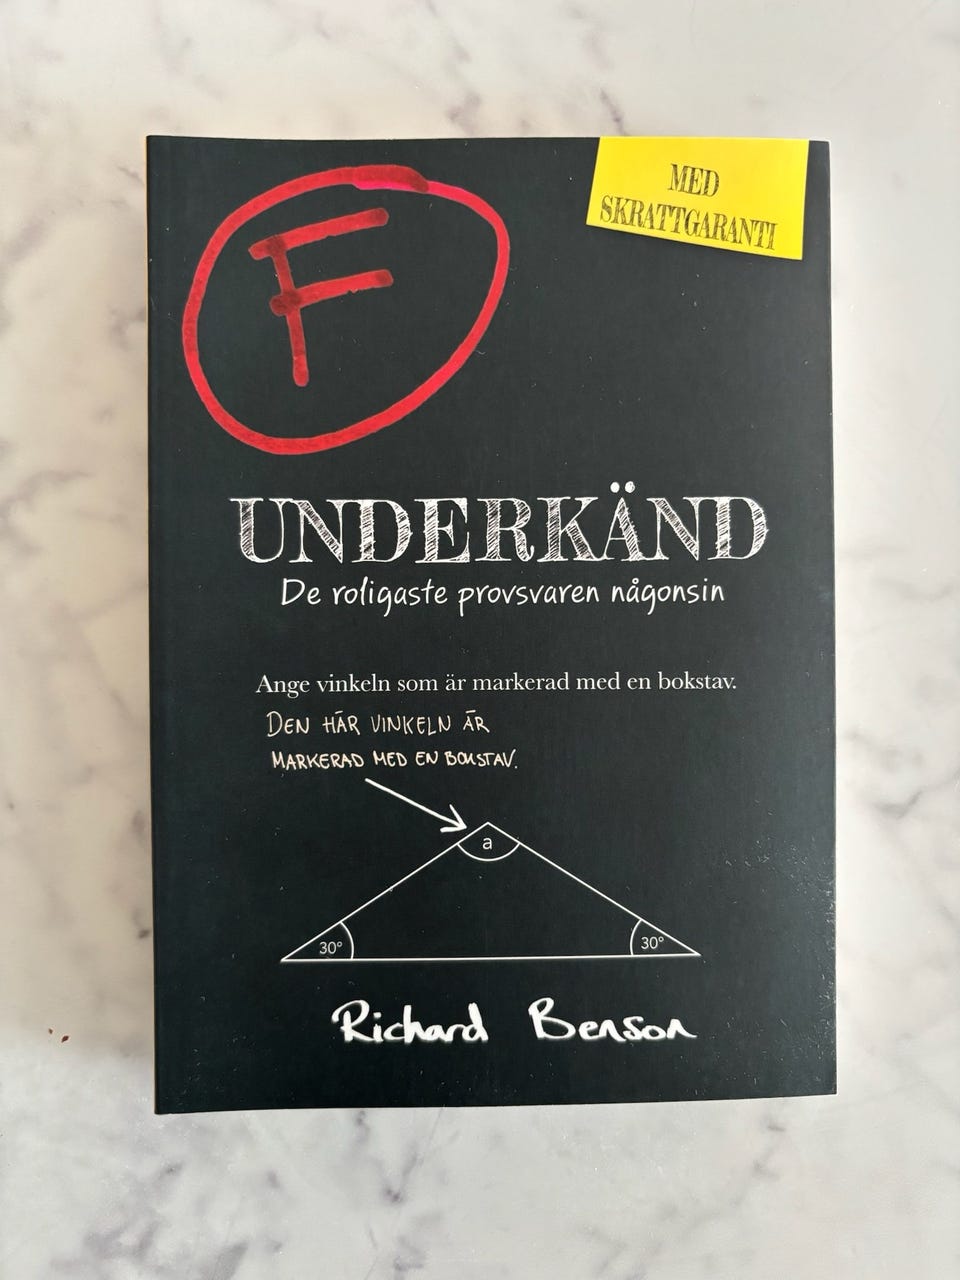 F
MED
SKRATTGARANTI
UNDERKÄND
De roligaste provsvaren någonsin
Ange vinkeln som är markerad med en bokstav.
DEN HÄR VINKELN ÄR
MARKERAD MED EN BOKSTAV.
a
30°
30°
Richard Benson